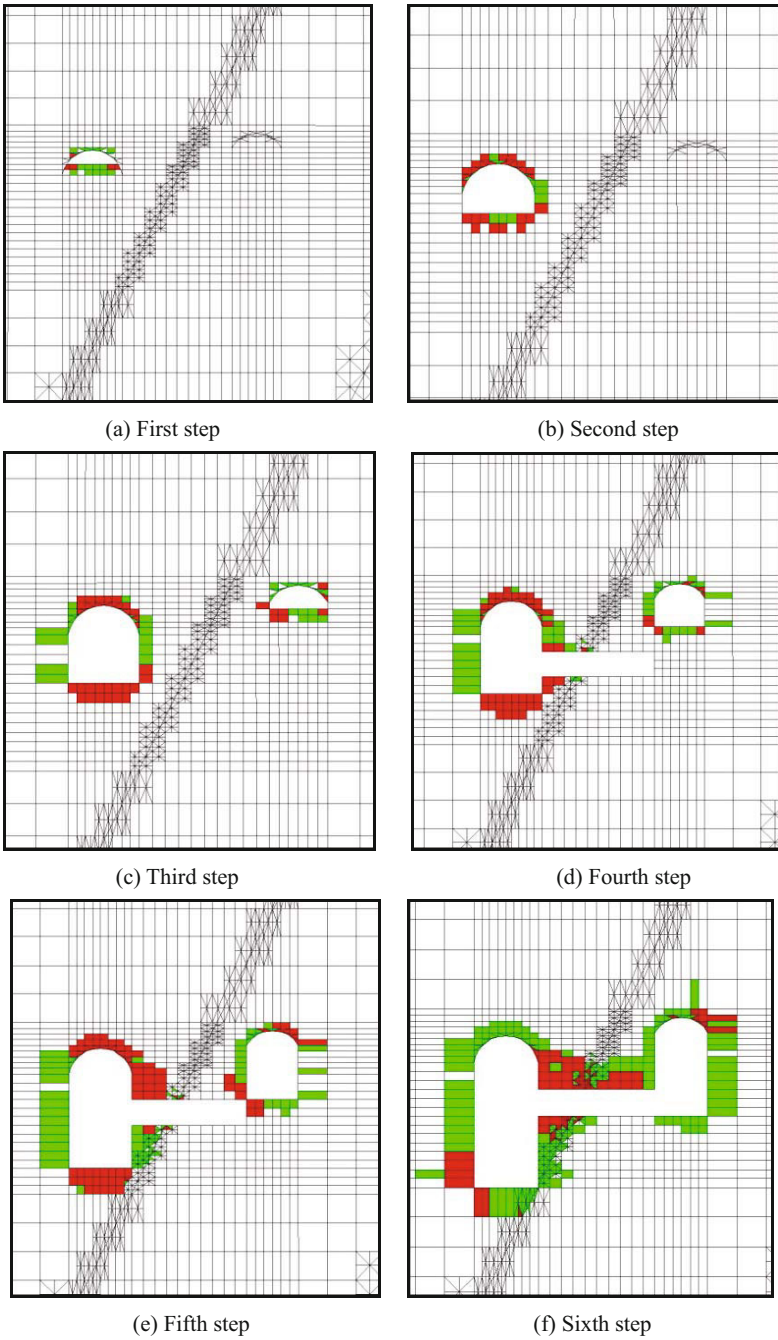 (a) First step
(b) Second step
(c) Third step
(d) Fourth step
(e) Fifth step
(f) Sixth step